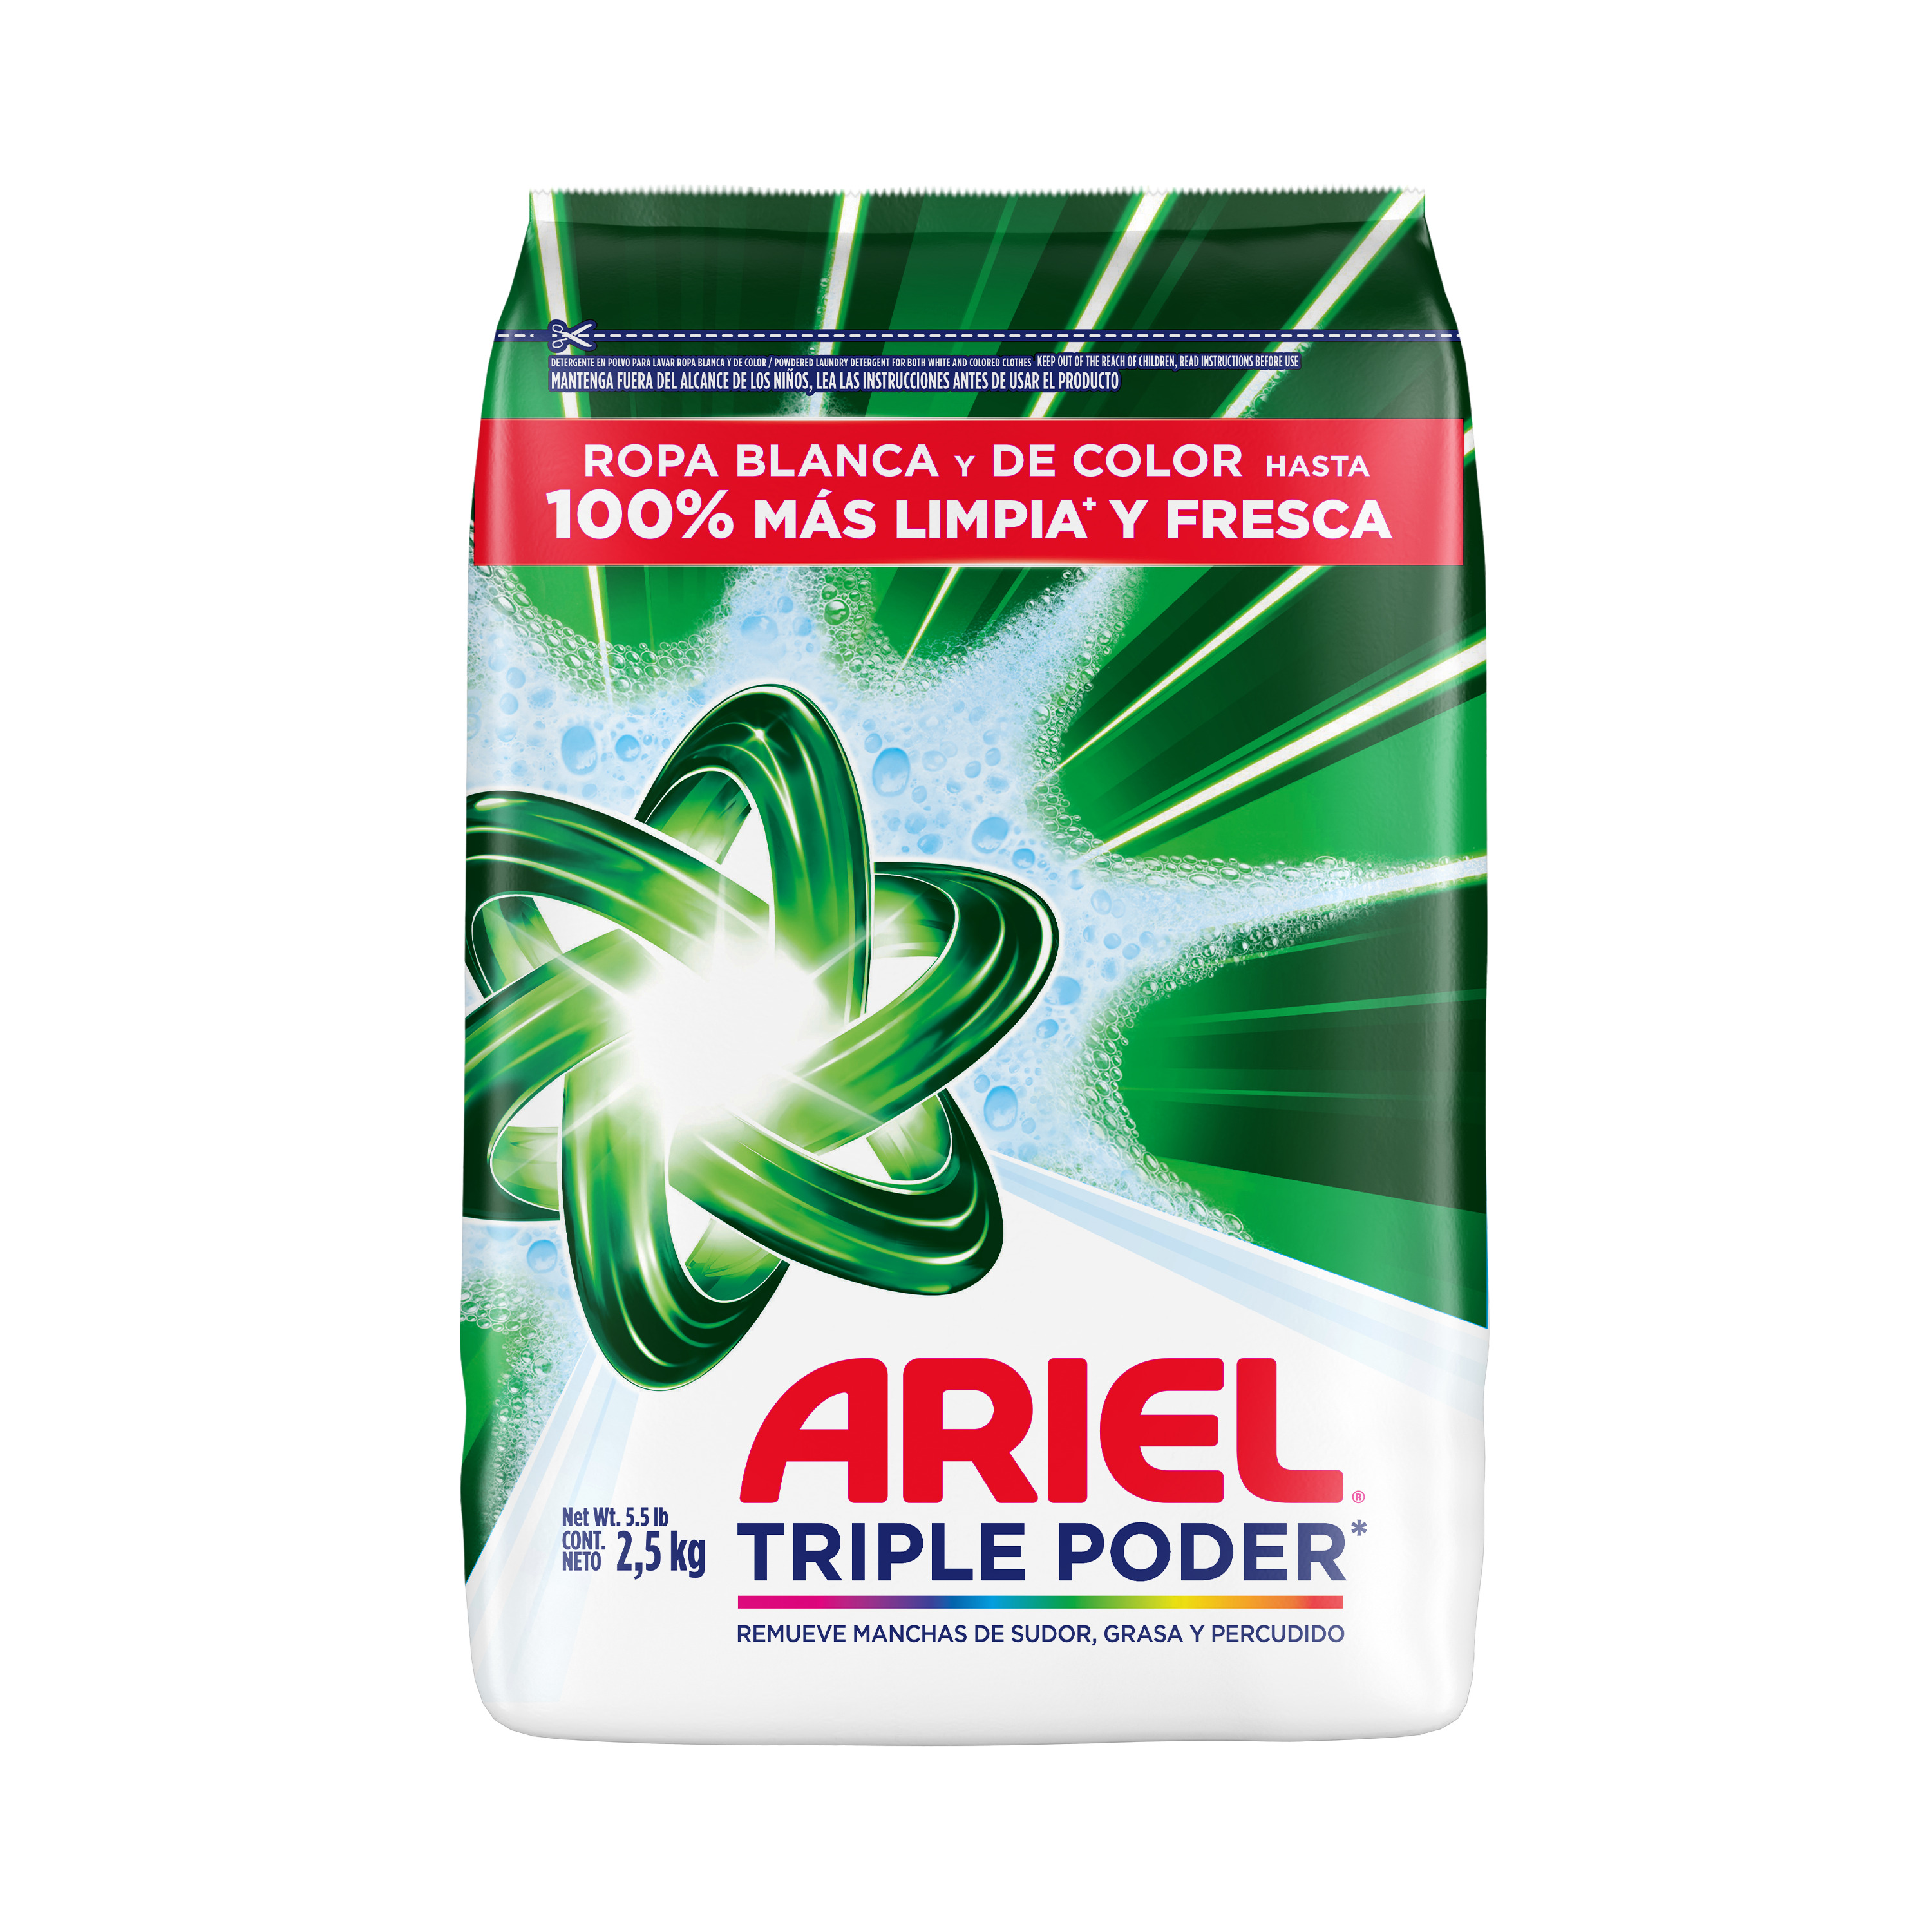 DETERGENTE EN POLVO PARA LAVAR ROPA BLANCA Y DE COLOR / POWDERED LAUNDRY DETERGENT FOR BOTH WHITE AND COLORED CLOTHES KEEP OUT OF THE REACH OF CHILDREN, READ INSTRUCTIONS BEFORE USE
MANTENGA FUERA DEL ALCANCE DE LOS NIÑOS, LEA LAS INSTRUCCIONES ANTES DE USAR EL PRODUCTO
ROPA BLANCA Y DE COLOR HASTA
100% MÁS LIMPIA⁺ Y FRESCA
ARIEL®
TRIPLE PODER*
REMUEVE MANCHAS DE SUDOR, GRASA Y PERCUDIDO
Net Wt. 5.5 lb
CONT. NETO 2,5 kg